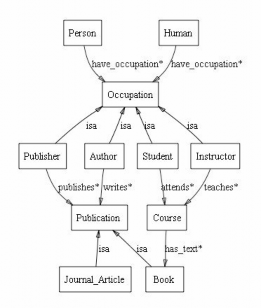 Person Human
have_occupation* have_occupation*
Occupation
isa isa isa isa
Publisher Author Student Instructor
publishes* writes* attends* teaches*
Publication Course
isa isa has_text*
Journal_Article Book